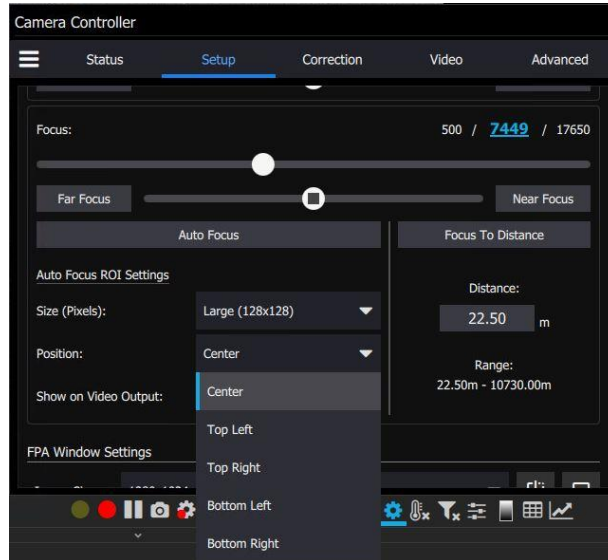 Camera Controller
Status Setup Correction Video Advanced
Focus: 500 / 7449 / 17650
Far Focus Near Focus
Auto Focus Focus To Distance
Auto Focus ROI Settings
Distance:
Size (Pixels): Large (128x128)
22.50 m
Position: Center
Range:
22.50m - 10730.00m
Show on Video Output:
Center
Top Left
Top Right
Bottom Left
Bottom Right
FPA Window Settings